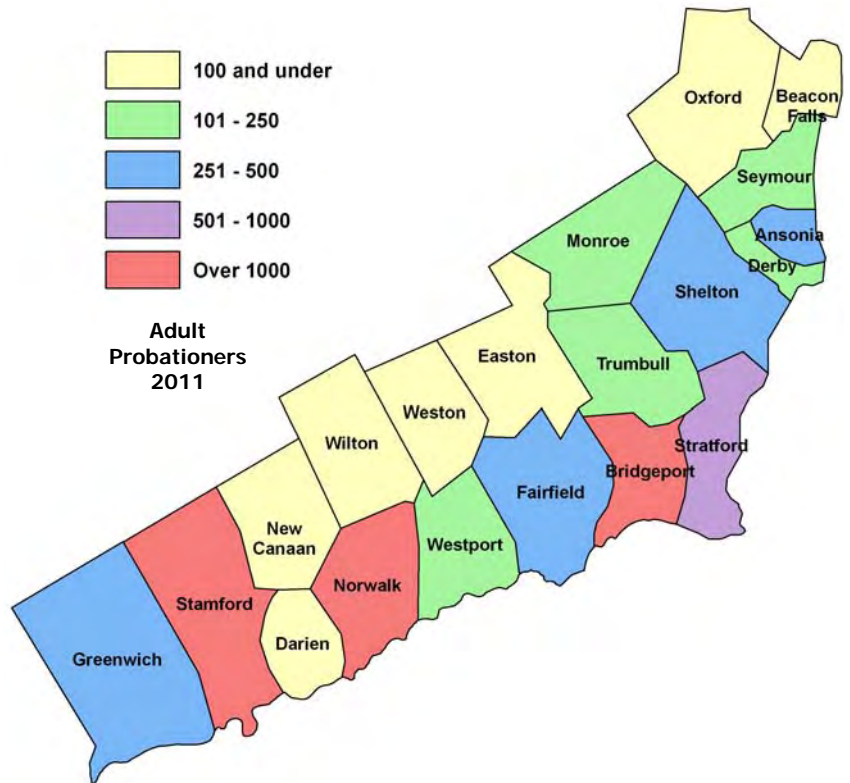 100 and under
101 - 250
251 - 500
501 - 1000
Over 1000
Adult
Probationers
2011
Oxford
Beacon
Falls
Seymour
Ansonia
Derby
Monroe
Shelton
Easton
Trumbull
Weston
Wilton
Stratford
Bridgeport
Fairfield
New
Canaan
Westport
Norwalk
Stamford
Darien
Greenwich